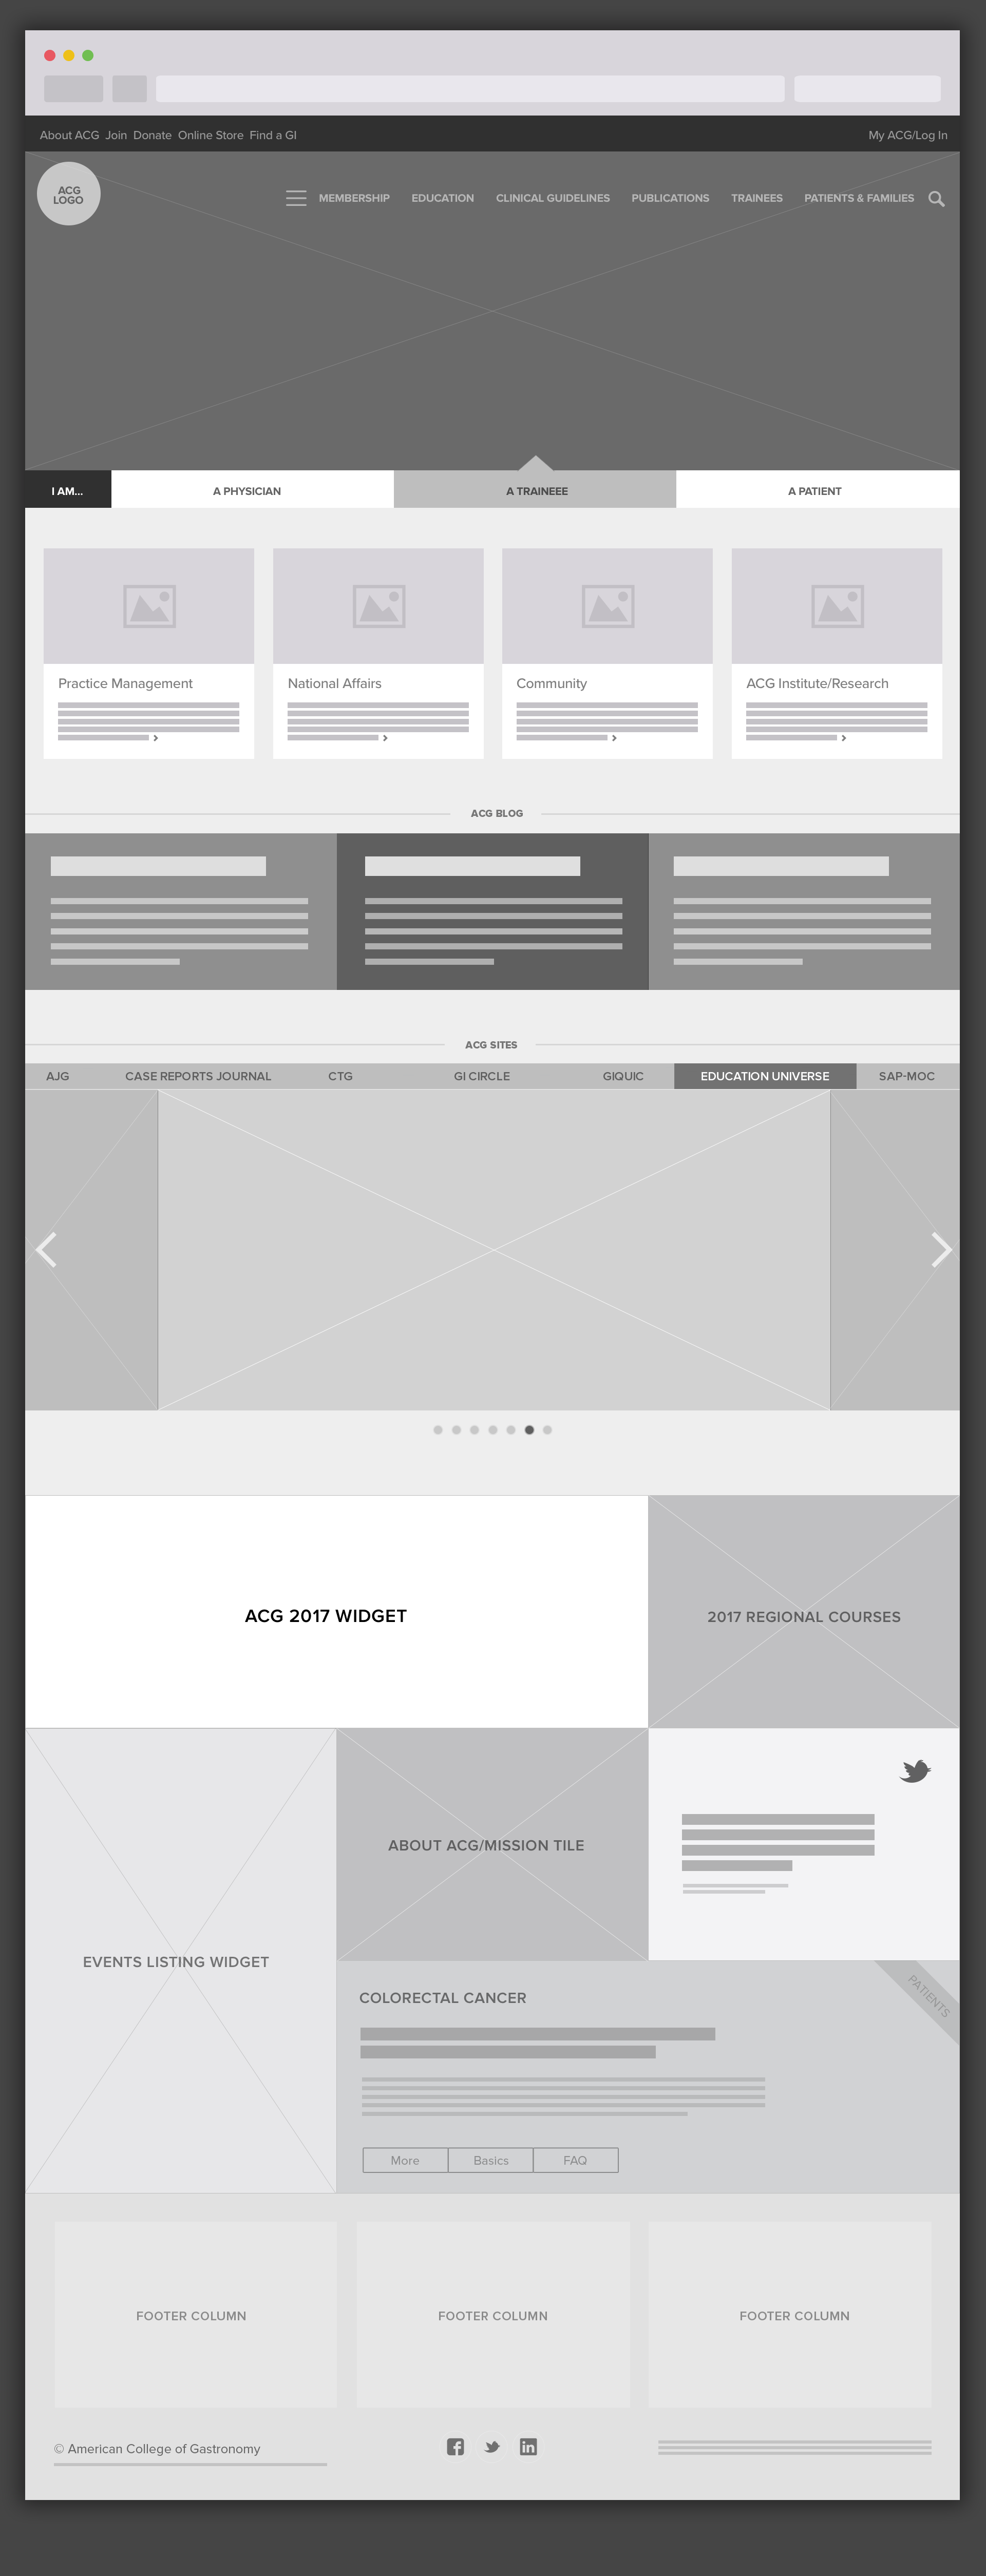 About ACG Join Donate Online Store Find a GI
My ACG/Log In
ACG
LOGO
MEMBERSHIP EDUCATION CLINICAL GUIDELINES PUBLICATIONS TRAINEES PATIENTS & FAMILIES
I AM... A PHYSICIAN A TRAINEEE A PATIENT
Practice Management
National Affairs
Community
ACG Institute/Research
ACG BLOG
ACG SITES
AJG CASE REPORTS JOURNAL CTG GI CIRCLE GIQUIC EDUCATION UNIVERSE SAP-MOC
ACG 2017 WIDGET
2017 REGIONAL COURSES
ABOUT ACG/MISSION TILE
EVENTS LISTING WIDGET
PATIENTS
COLORECTAL CANCER
More Basics FAQ
FOOTER COLUMN
FOOTER COLUMN
FOOTER COLUMN
© American College of Gastronomy